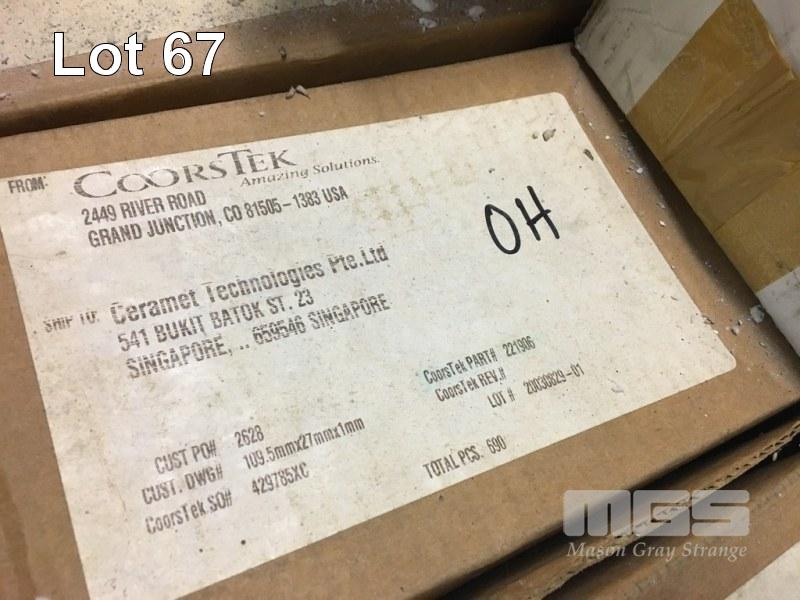 Lot 67
FROM: COORSTEK
Amazing Solutions.
2449 RIVER ROAD
GRAND JUNCTION, CO 81505-1383 USA
OH
SHIP TO: Ceramet Technologies Pte.Ltd
541 BUKIT BATOK ST. 23
SINGAPORE, .. 659546 SINGAPORE
CoorsTek PART# 221906
CoorsTek REV.#
LOT # 20030829-01
CUST PO# 2628
CUST. DWG# 109.5mmx27mmx1mm
CoorsTek.SO# 429785XC
TOTAL PCS. 690
MGS
Mason Gray Strange